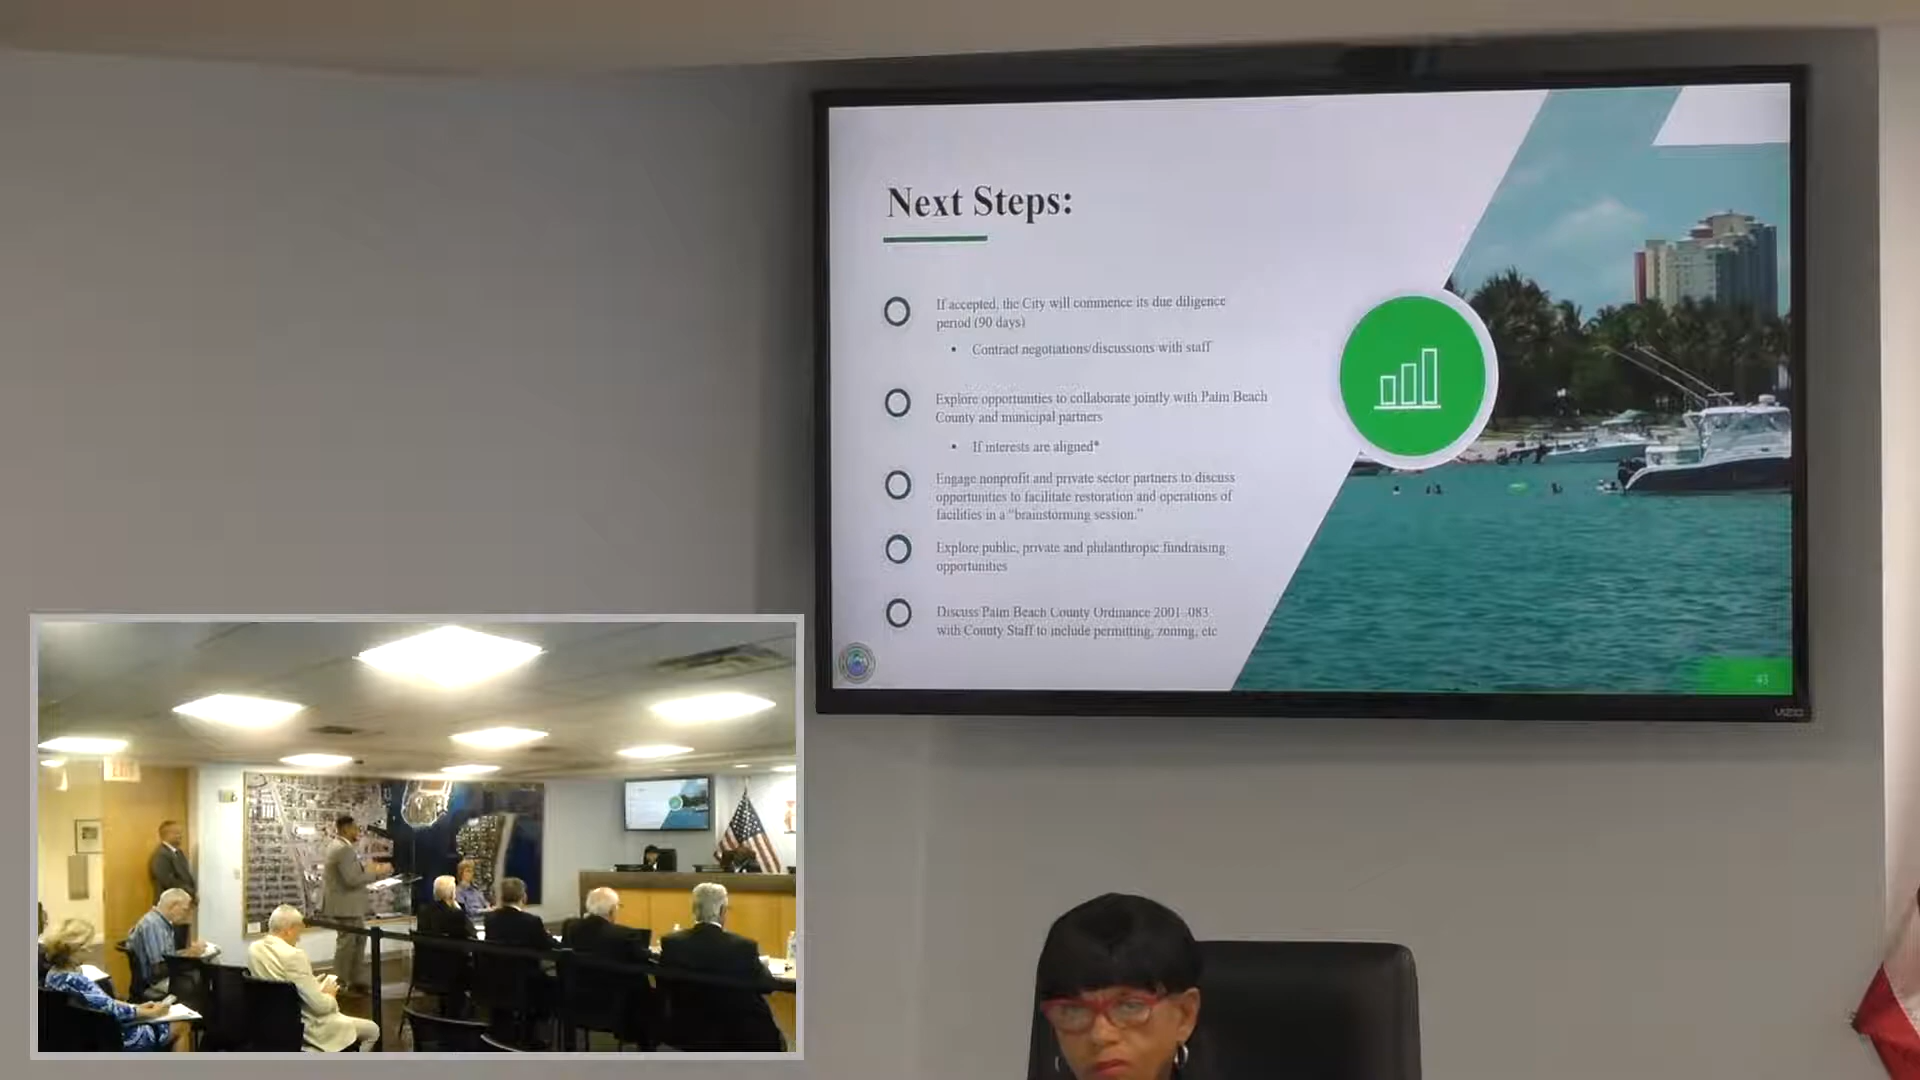 Next Steps:
If accepted, the City will commence its due diligence
period (90 days)
• Contract negotiations/discussions with staff
Explore opportunities to collaborate jointly with Palm Beach
County and municipal partners
• If interests are aligned*
Engage nonprofit and private sector partners to discuss
opportunities to facilitate restoration and operations of
facilities in a “brainstorming session.”
Explore public, private and philanthropic fundraising
opportunities
Discuss Palm Beach County Ordinance 2001-083
with County Staff to include permitting, zoning, etc
43
VIZIO
EXIT